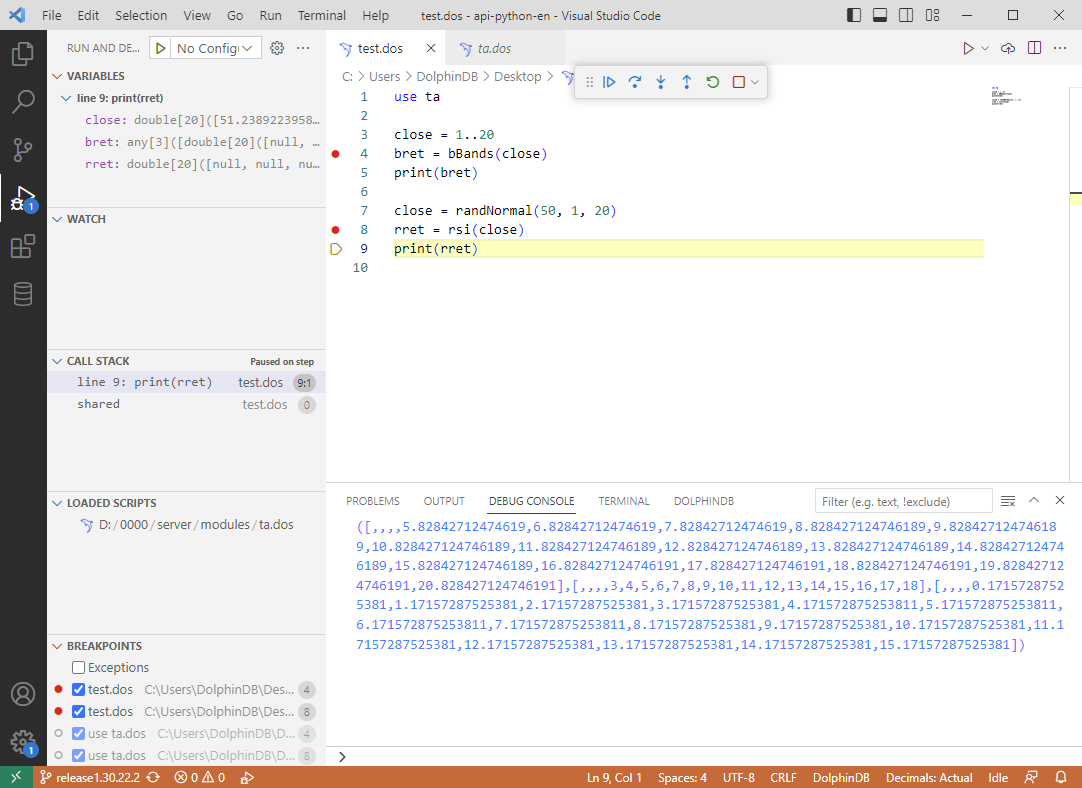 File Edit Selection View Go Run Terminal Help test.dos - api-python-en - Visual Studio Code
RUN AND DE... No Configu ...
test.dos ta.dos
C: > Users > DolphinDB > Desktop >
VARIABLES
line 9: print(rret)
close: double[20]([51.2389223958...
bret: any[3]([double[20]([null, ...
rret: double[20]([null, null, nu...
WATCH
CALL STACK Paused on step
line 9: print(rret) test.dos 9:1
shared test.dos 0
LOADED SCRIPTS
D:/0000/server/modules/ta.dos
BREAKPOINTS
Exceptions
test.dos C:\Users\DolphinDB\Des... 4
test.dos C:\Users\DolphinDB\Des... 8
use ta.dos C:\Users\DolphinDB\D... 4
use ta.dos C:\Users\DolphinDB\D... 8
1
1
1 use ta
2
3 close = 1..20
4 bret = bBands(close)
5 print(bret)
6
7 close = randNormal(50, 1, 20)
8 rret = rsi(close)
9 print(rret)
10
PROBLEMS OUTPUT DEBUG CONSOLE TERMINAL DOLPHINDB Filter (e.g. text, !exclude)
([,,,,5.82842712474619,6.82842712474619,7.82842712474619,8.828427124746189,9.82842712474618
9,10.828427124746189,11.828427124746189,12.828427124746189,13.828427124746189,14.82842712474
6189,15.828427124746189,16.828427124746191,17.828427124746191,18.828427124746191,19.82842712
4746191,20.828427124746191],[,,,,3,4,5,6,7,8,9,10,11,12,13,14,15,16,17,18],[,,,,0.1715728752
5381,1.17157287525381,2.17157287525381,3.17157287525381,4.171572875253811,5.171572875253811,
6.171572875253811,7.171572875253811,8.17157287525381,9.17157287525381,10.17157287525381,11.1
7157287525381,12.17157287525381,13.17157287525381,14.17157287525381,15.17157287525381])
release1.30.22.2 0 0 Ln 9, Col 1 Spaces: 4 UTF-8 CRLF DolphinDB Decimals: Actual Idle